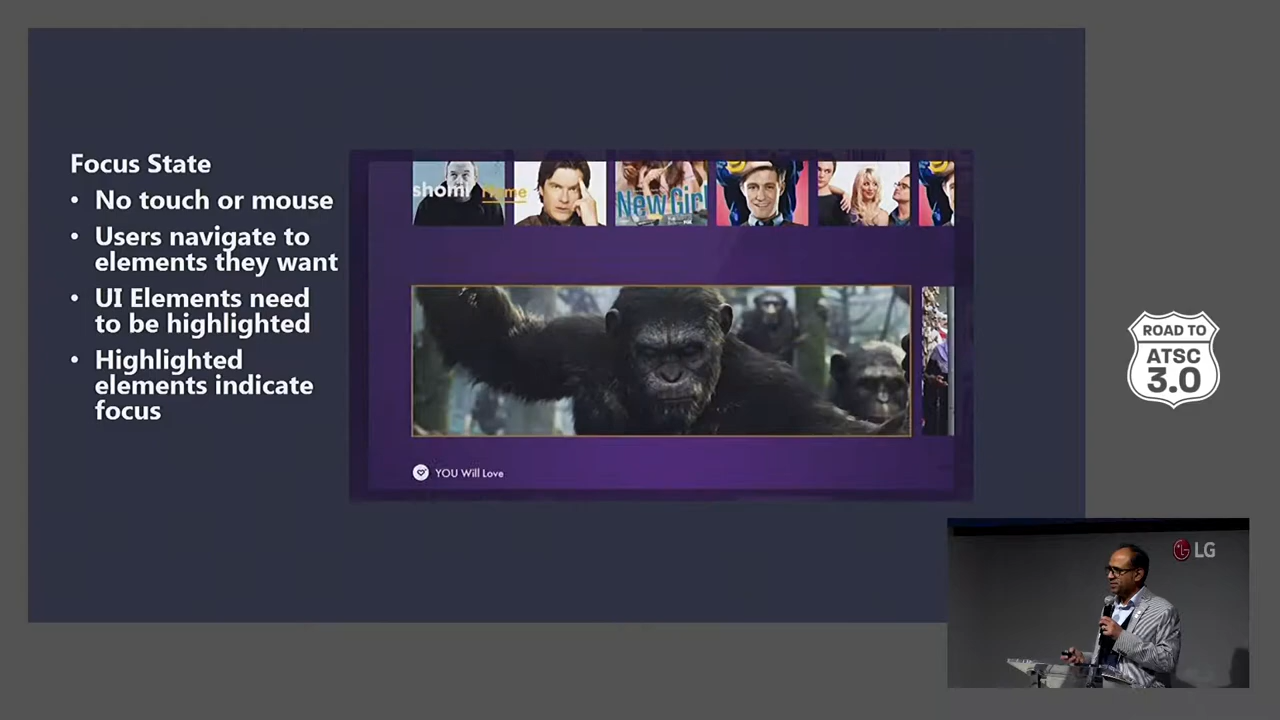 Focus State
• No touch or mouse
• Users navigate to
elements they want
• UI Elements need
to be highlighted
• Highlighted
elements indicate
focus
shomi Home
New Girl
YOU Will Love
ROAD TO
ATSC
3.0
LG